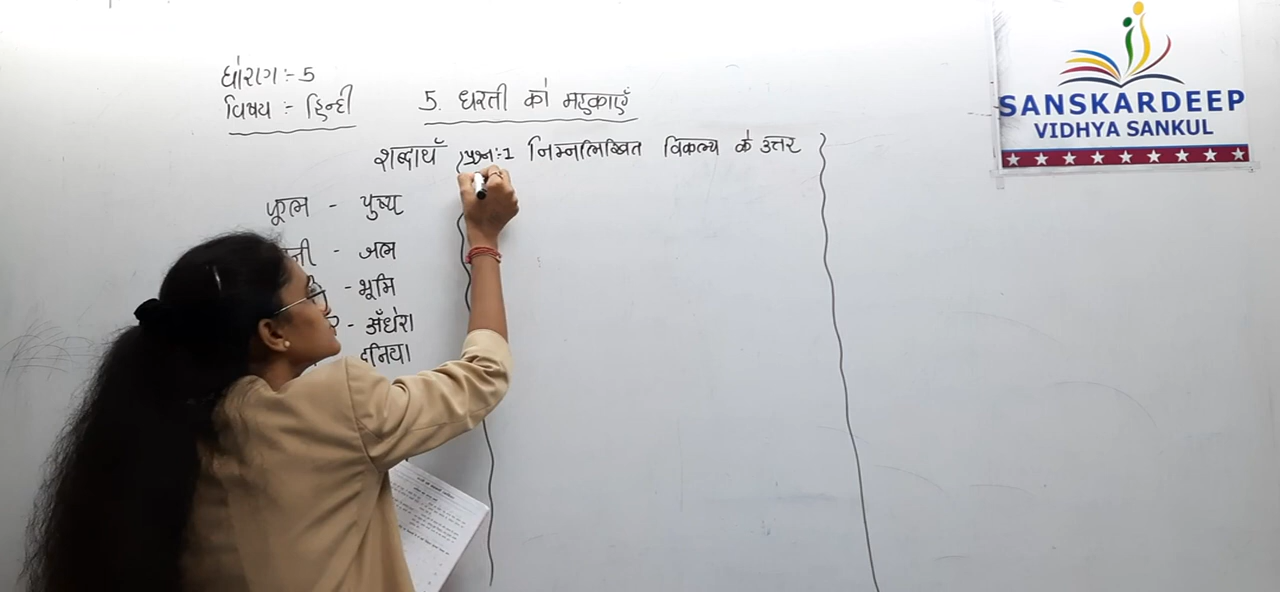 धोरण :- 5
विषय :- हिन्दी
5. धरती को महकाएँ
शब्दार्थ
प्रश्न:-1 निम्नलिखित विकल्प के उत्तर
फूल - पुष्प
- जल
- भूमि
- अँधेरा
दुनिया
SANSKARDEEP
VIDHYA SANKUL